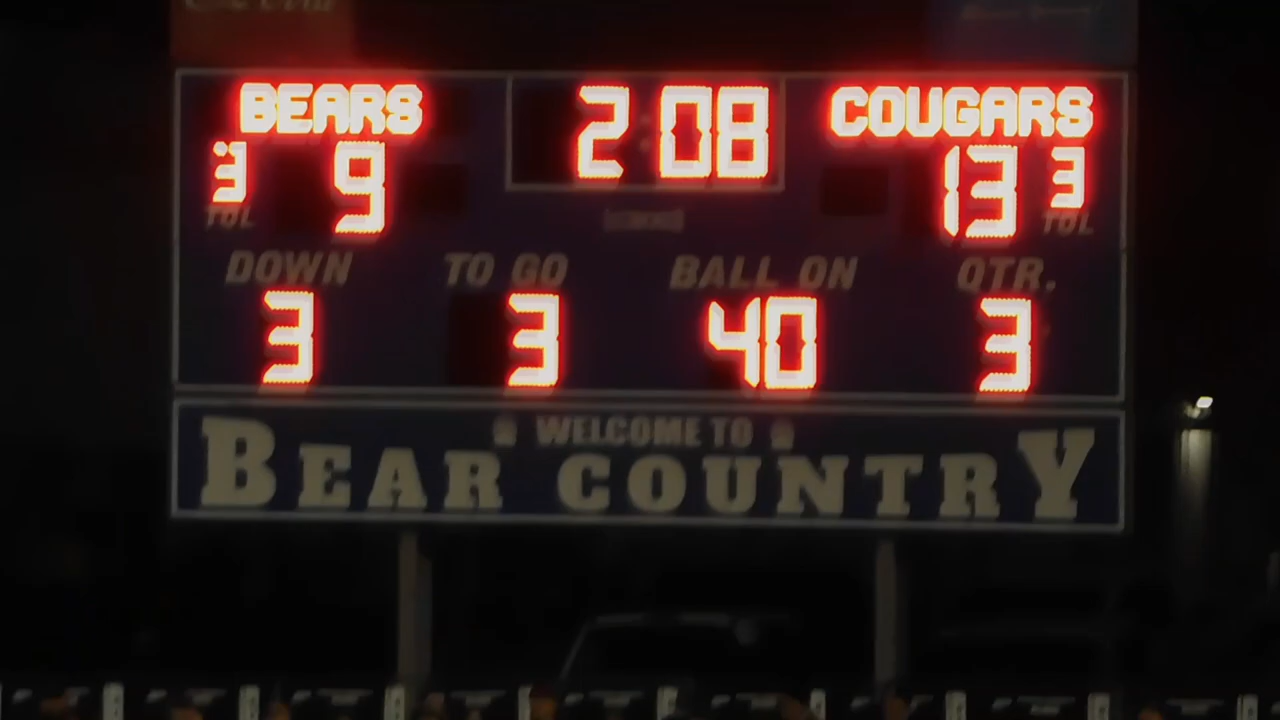 BEARS 2:08 COUGARS
3 9 13 3
TOL TOL
DOWN TO GO BALL ON QTR.
3 3 40 3
WELCOME TO
BEAR COUNTRY